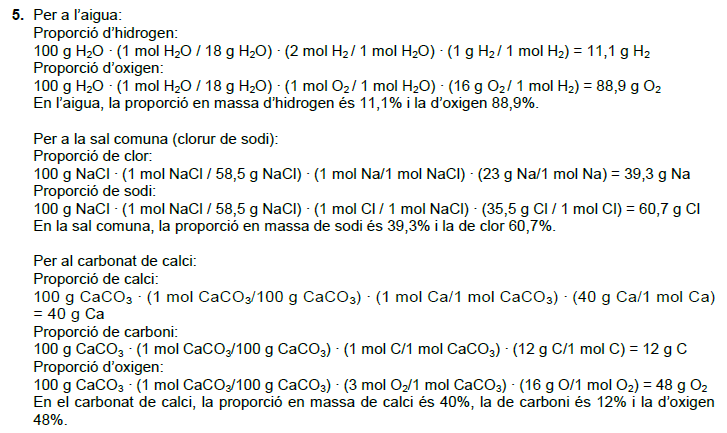 5. Per a l’aigua:
Proporció d’hidrogen:
100 g H₂O · (1 mol H₂O / 18 g H₂O) · (2 mol H₂ / 1 mol H₂O) · (1 g H₂ / 1 mol H₂) = 11,1 g H₂
Proporció d’oxigen:
100 g H₂O · (1 mol H₂O / 18 g H₂O) · (1 mol O₂ / 1 mol H₂O) · (16 g O₂ / 1 mol H₂) = 88,9 g O₂
En l’aigua, la proporció en massa d’hidrogen és 11,1% i la d’oxigen 88,9%.
Per a la sal comuna (clorur de sodi):
Proporció de clor:
100 g NaCl · (1 mol NaCl / 58,5 g NaCl) · (1 mol Na/1 mol NaCl) · (23 g Na/1 mol Na) = 39,3 g Na
Proporció de sodi:
100 g NaCl · (1 mol NaCl / 58,5 g NaCl) · (1 mol Cl / 1 mol NaCl) · (35,5 g Cl / 1 mol Cl) = 60,7 g Cl
En la sal comuna, la proporció en massa de sodi és 39,3% i la de clor 60,7%.
Per al carbonat de calci:
Proporció de calci:
100 g CaCO₃ · (1 mol CaCO₃/100 g CaCO₃) · (1 mol Ca/1 mol CaCO₃) · (40 g Ca/1 mol Ca)
= 40 g Ca
Proporció de carboni:
100 g CaCO₃ · (1 mol CaCO₃/100 g CaCO₃) · (1 mol C/1 mol CaCO₃) · (12 g C/1 mol C) = 12 g C
Proporció d’oxigen:
100 g CaCO₃ · (1 mol CaCO₃/100 g CaCO₃) · (3 mol O₂/1 mol CaCO₃) · (16 g O/1 mol O₂) = 48 g O₂
En el carbonat de calci, la proporció en massa de calci és 40%, la de carboni és 12% i la d’oxigen
48%.